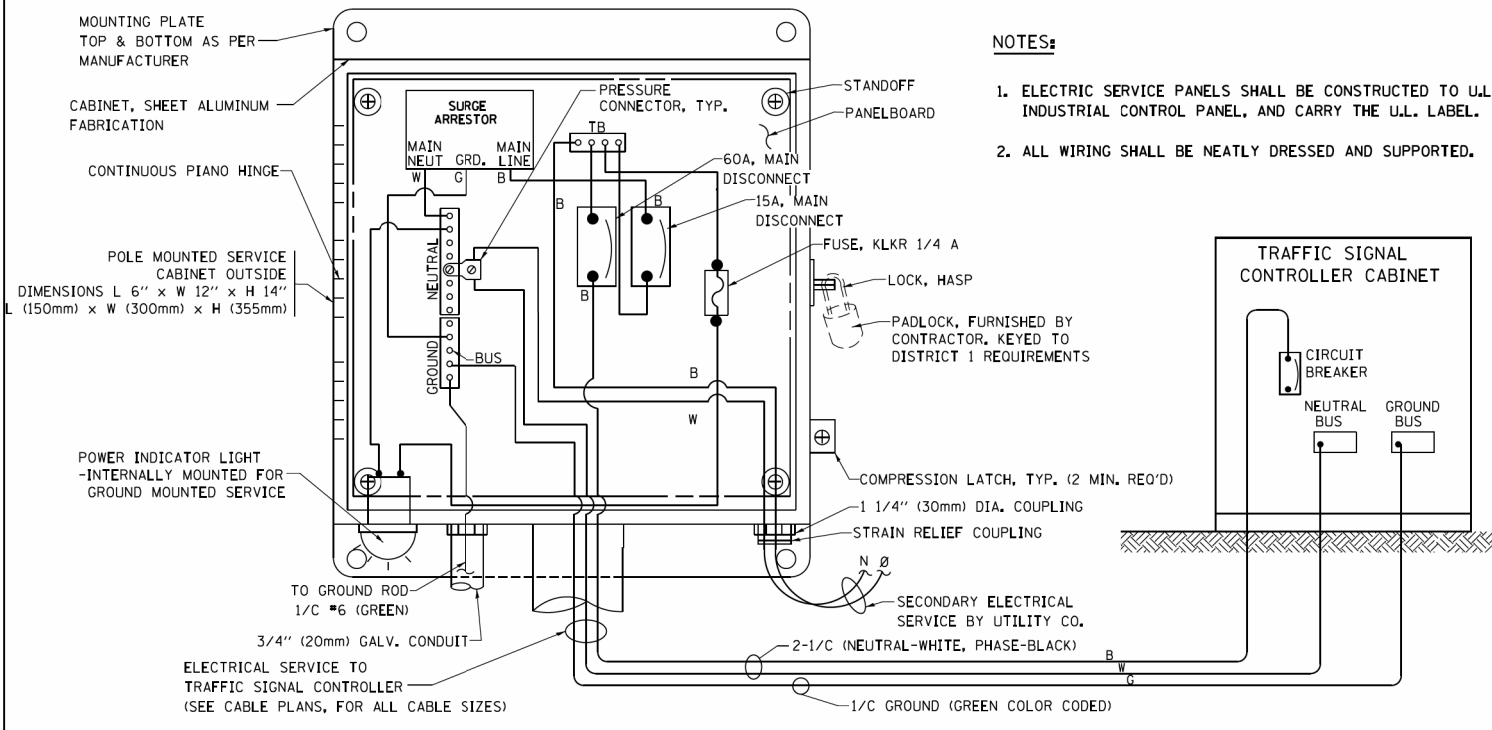 MOUNTING PLATE
TOP & BOTTOM AS PER
MANUFACTURER
CABINET, SHEET ALUMINUM
FABRICATION
CONTINUOUS PIANO HINGE
POLE MOUNTED SERVICE
CABINET OUTSIDE
DIMENSIONS L 6" x W 12" x H 14"
L (150mm) x W (300mm) x H (355mm)
POWER INDICATOR LIGHT
-INTERNALLY MOUNTED FOR
GROUND MOUNTED SERVICE
TO GROUND ROD
1/C #6 (GREEN)
3/4" (20mm) GALV. CONDUIT
ELECTRICAL SERVICE TO
TRAFFIC SIGNAL CONTROLLER
(SEE CABLE PLANS, FOR ALL CABLE SIZES)
SURGE
ARRESTOR
MAIN
NEUT
GRD.
MAIN
LINE
W
G
B
PRESSURE
CONNECTOR, TYP.
TB
B
B
B
NEUTRAL
GROUND
BUS
B
W
STANDOFF
PANELBOARD
60A, MAIN
DISCONNECT
15A, MAIN
DISCONNECT
FUSE, KLKR 1/4 A
LOCK, HASP
PADLOCK, FURNISHED BY
CONTRACTOR. KEYED TO
DISTRICT 1 REQUIREMENTS
COMPRESSION LATCH, TYP. (2 MIN. REQ'D)
1 1/4" (30mm) DIA. COUPLING
STRAIN RELIEF COUPLING
N Ø
SECONDARY ELECTRICAL
SERVICE BY UTILITY CO.
2-1/C (NEUTRAL-WHITE, PHASE-BLACK)
B
W
G
1/C GROUND (GREEN COLOR CODED)
NOTES:
1. ELECTRIC SERVICE PANELS SHALL BE CONSTRUCTED TO U.L
INDUSTRIAL CONTROL PANEL, AND CARRY THE U.L. LABEL.
2. ALL WIRING SHALL BE NEATLY DRESSED AND SUPPORTED.
TRAFFIC SIGNAL
CONTROLLER CABINET
CIRCUIT
BREAKER
NEUTRAL
BUS
GROUND
BUS